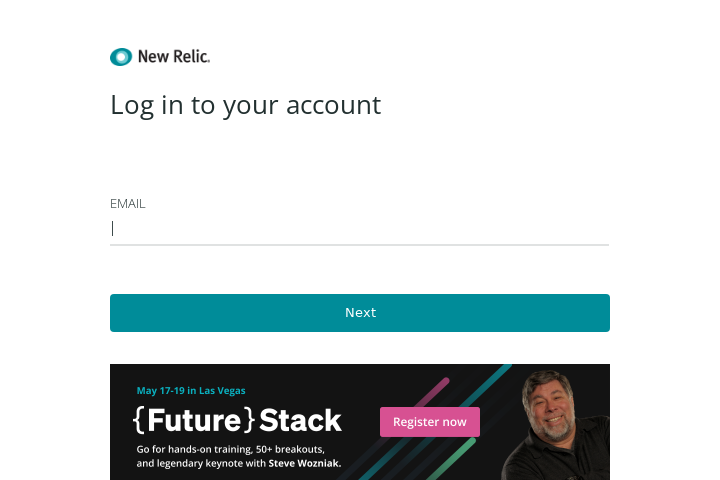 New Relic.
Log in to your account
EMAIL
Next
May 17-19 in Las Vegas
{Future}Stack
Register now
Go for hands-on training, 50+ breakouts,
and legendary keynote with Steve Wozniak.